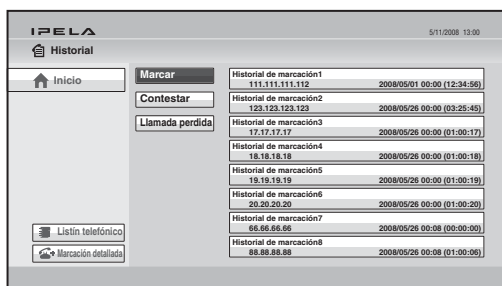 IPELA
5/11/2008 13:00
Historial
Inicio
Marcar
Contestar
Llamada perdida
Historial de marcación1
111.111.111.112 2008/05/01 00:00 (12:34:56)
Historial de marcación2
123.123.123.123 2008/05/26 00:00 (03:25:45)
Historial de marcación3
17.17.17.17 2008/05/26 00:00 (01:00:17)
Historial de marcación4
18.18.18.18 2008/05/26 00:00 (01:00:18)
Historial de marcación5
19.19.19.19 2008/05/26 00:00 (01:00:19)
Historial de marcación6
20.20.20.20 2008/05/26 00:00 (01:00:20)
Historial de marcación7
66.66.66.66 2008/05/26 00:08 (00:00:00)
Historial de marcación8
88.88.88.88 2008/05/26 00:08 (01:00:06)
Listín telefónico
Marcación detallada